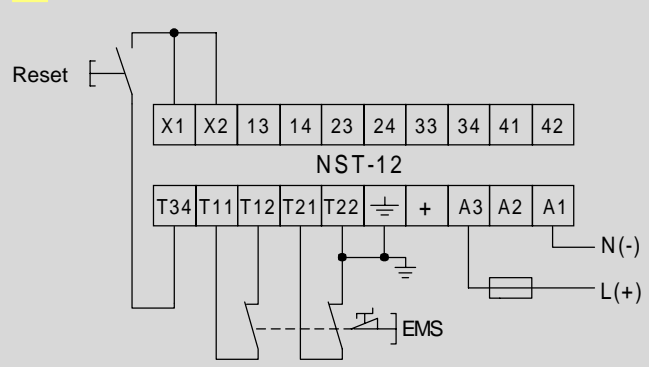 Reset
X1 X2 13 14 23 24 33 34 41 42
NST-12
T34 T11 T12 T21 T22 + A3 A2 A1
N(-)
L(+)
EMS